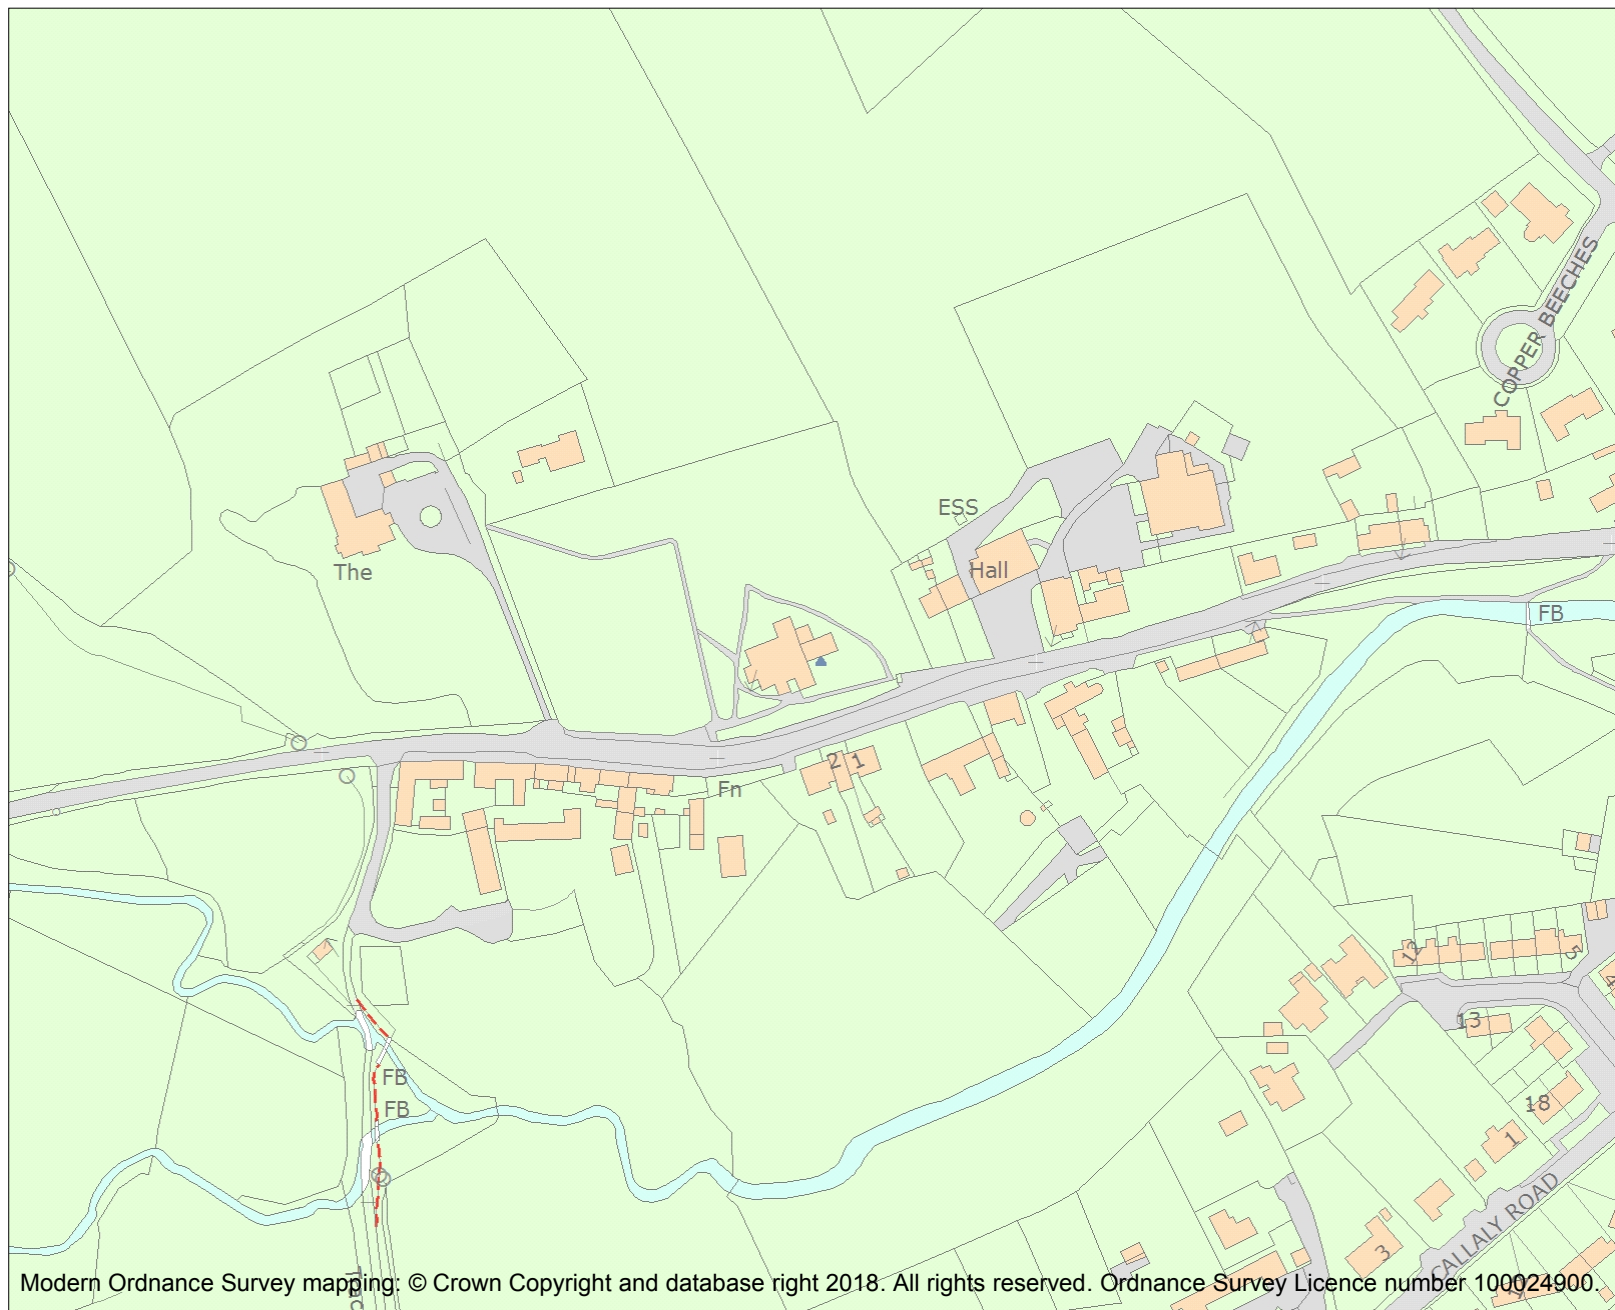 COPPER BEECHES
ESS
Hall
The
FB
2
1
Fn
12
5
4
13
FB
FB
18
1
3
CALLALY ROAD
Modern Ordnance Survey mapping: © Crown Copyright and database right 2018. All rights reserved. Ordnance Survey Licence number 100024900.